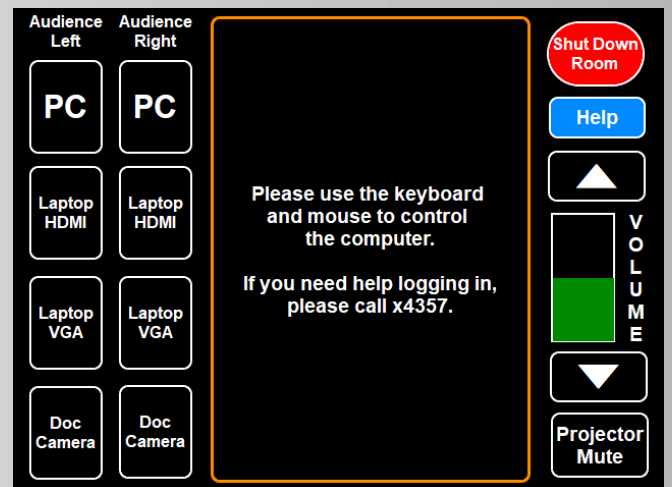 Audience
Left
Audience
Right
PC
PC
Laptop
HDMI
Laptop
HDMI
Laptop
VGA
Laptop
VGA
Doc
Camera
Doc
Camera
Please use the keyboard
and mouse to control
the computer.
If you need help logging in,
please call x4357.
Shut Down
Room
Help
VOLUME
Projector
Mute